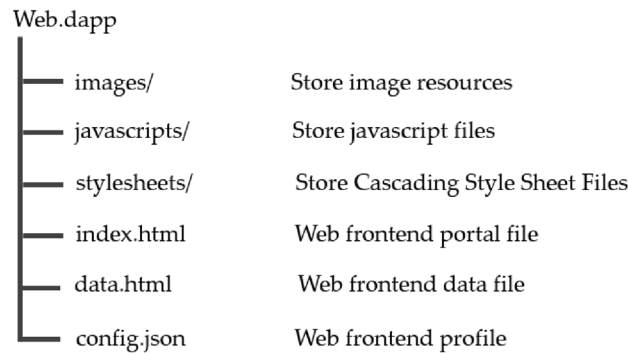 Web.dapp
images/ Store image resources
javascripts/ Store javascript files
stylesheets/ Store Cascading Style Sheet Files
index.html Web frontend portal file
data.html Web frontend data file
config.json Web frontend profile